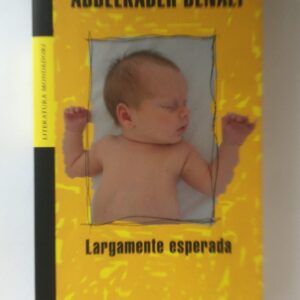 ABDELKADER BENALI
Largamente esperada
LITERATURA MONDADORI